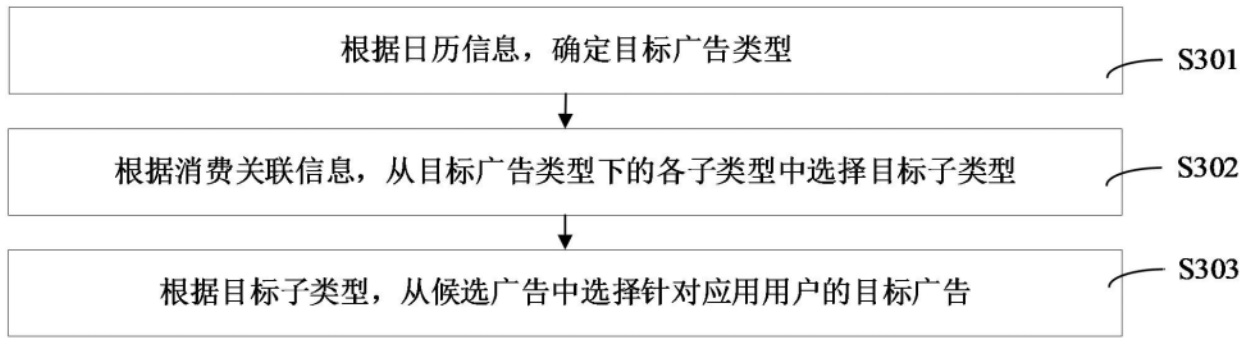 根据日历信息，确定目标广告类型
S301
根据消费关联信息，从目标广告类型下的各子类型中选择目标子类型
S302
根据目标子类型，从候选广告中选择针对应用用户的目标广告
S303